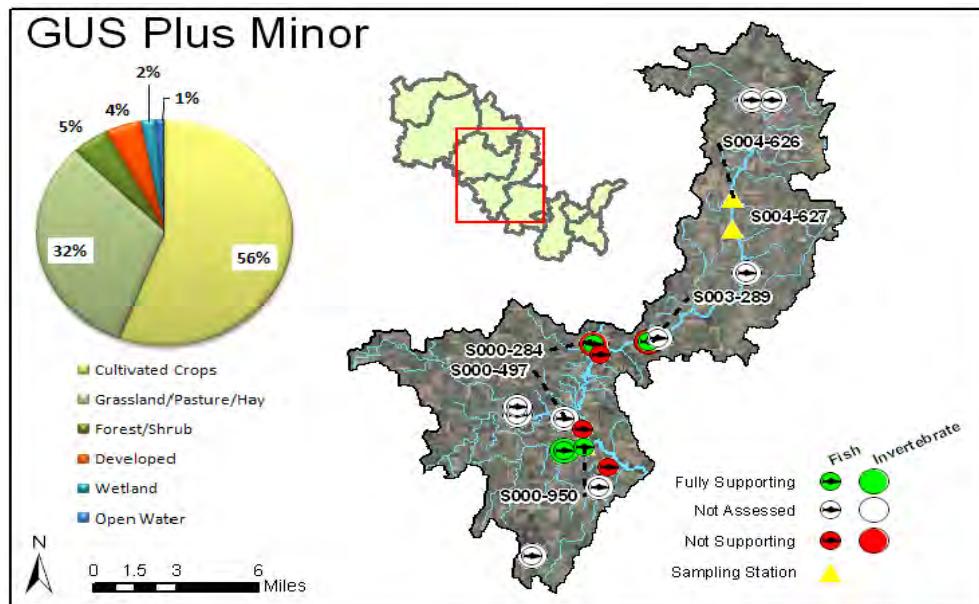 GUS Plus Minor
2%
1%
4%
5%
32%
56%
Cultivated Crops
Grassland/Pasture/Hay
Forest/Shrub
Developed
Wetland
Open Water
N
0 1.5 3 6
Miles
S004-626
S004-627
S003-289
S000-284
S000-497
S000-950
Fish
Invertebrate
Fully Supporting
Not Assessed
Not Supporting
Sampling Station